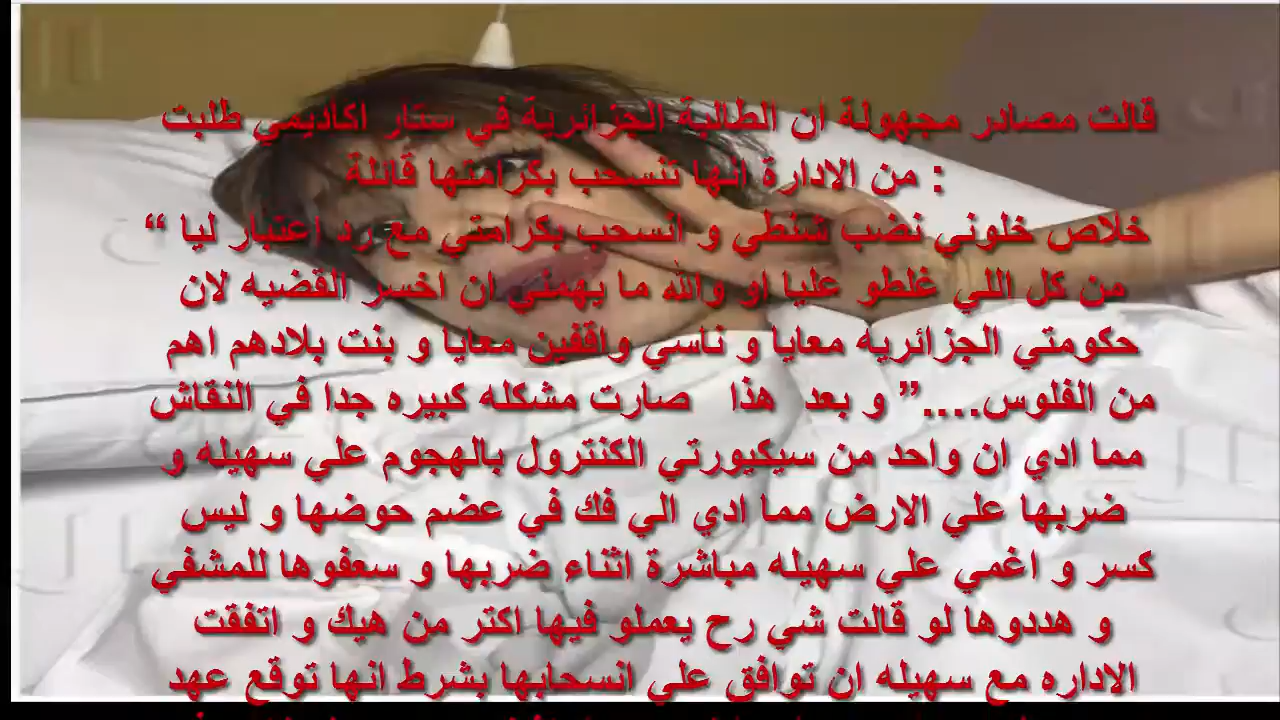 قالت مصادر مجهولة ان الطالبة الجزائرية في ستار اكاديمي طلبت
من الادارة انها تنسحب بكرامتها قائلة :
خلاص خلوني نضب شنطي و انسحب بكرامتي مع رد اعتبار ليا “
من كل اللي غلطو عليا او والله ما يهمني ان اخسر القضيه لان
حكومتي الجزائريه معايا و ناسي واقفين معايا و بنت بلادهم اهم
من الفلوس....” و بعد هذا صارت مشكله كبيره جدا في النقاش
مما ادي ان واحد من سيكيورتي الكنترول بالهجوم علي سهيله و
ضربها علي الارض مما ادي الي فك في عضم حوضها و ليس
كسر و اغمي علي سهيله مباشرة اثناء ضربها و سعفوها للمشفي
و هددوها لو قالت شي رح يعملو فيها اكتر من هيك و اتفقت
الاداره مع سهيله ان توافق علي انسحابها بشرط انها توقع عهد